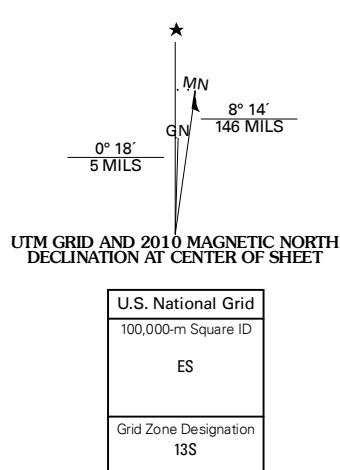 ★
MN
8° 14´
146 MILS
GN
0° 18´
5 MILS
UTM GRID AND 2010 MAGNETIC NORTH
DECLINATION AT CENTER OF SHEET
U.S. National Grid
100,000-m Square ID
ES
Grid Zone Designation
13S